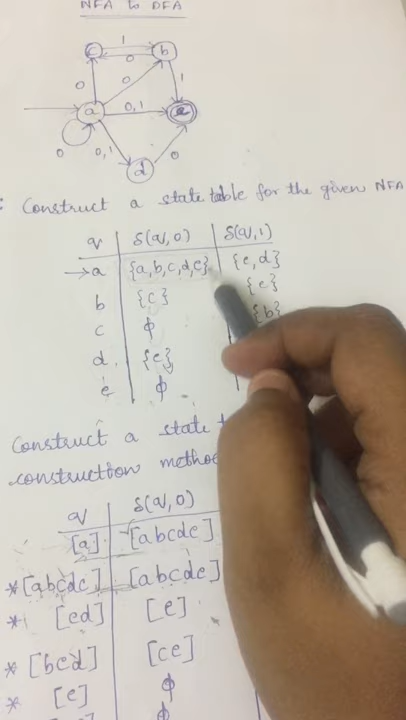 NFA to DFA
1
c
b
0
0
0
1
a
0,1
e
0
0,1
0
d
: Construct a state table for the given NFA
q δ(q,0) δ(q,1)
→a {a,b,c,d,e} {e,d}
b {c} {e}
c ϕ {b}
d {e}
e ϕ
Construct a state
construction
q δ(q,0)
[a] [abcde]
*[abcde] [abcde]
* [ed] [e]
* [bed] [ce]
* [e] ϕ
ϕ